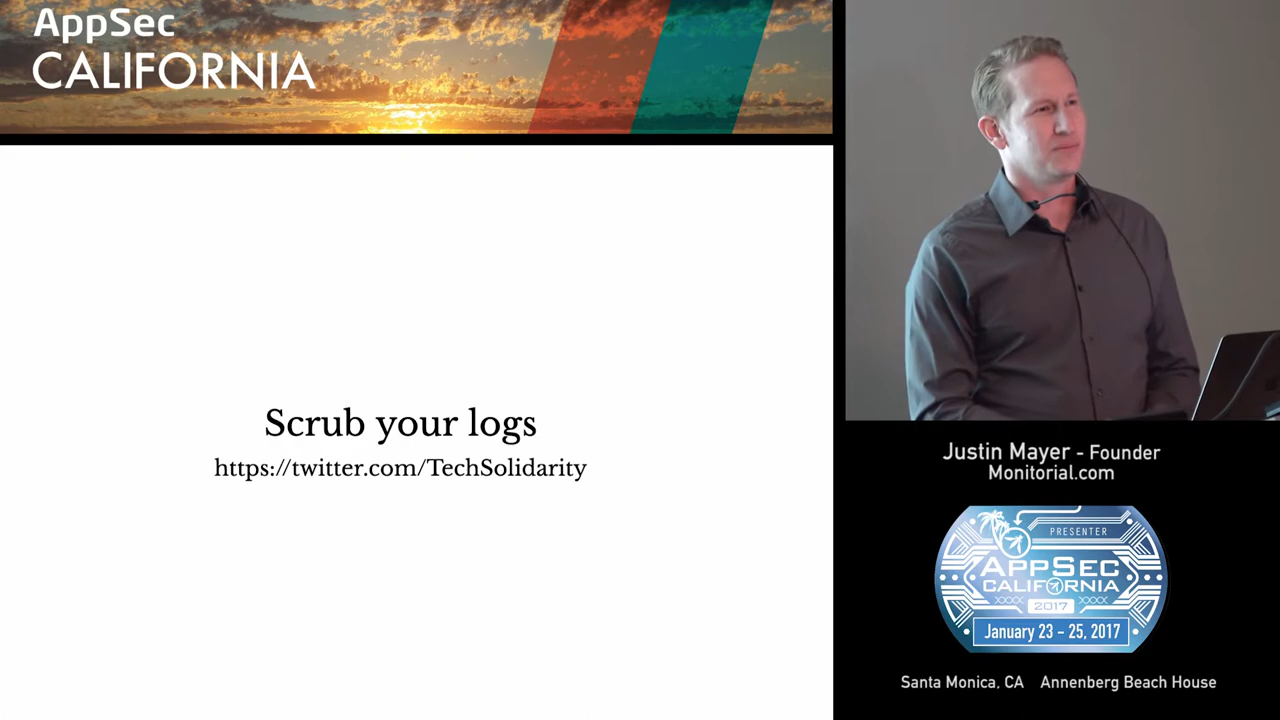 AppSec
CALIFORNIA
Scrub your logs
https://twitter.com/TechSolidarity
Justin Mayer - Founder
Monitorial.com
PRESENTER
APPSEC
CALIFORNIA
2017
January 23 - 25, 2017
Santa Monica, CA Annenberg Beach House